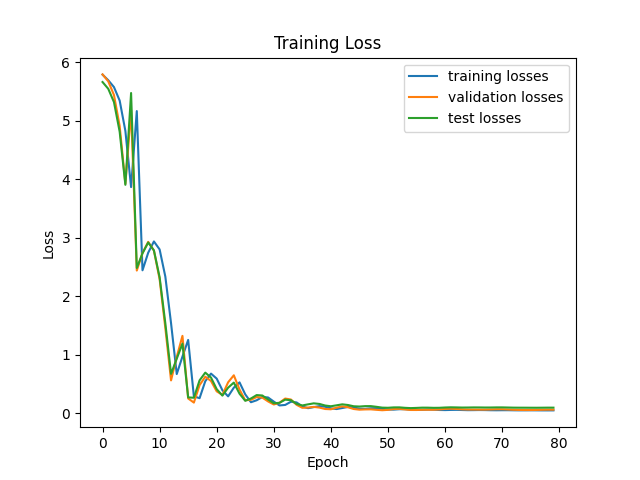 Training Loss
training losses
validation losses
test losses
Loss
6
5
4
3
2
1
0
0 10 20 30 40 50 60 70 80
Epoch